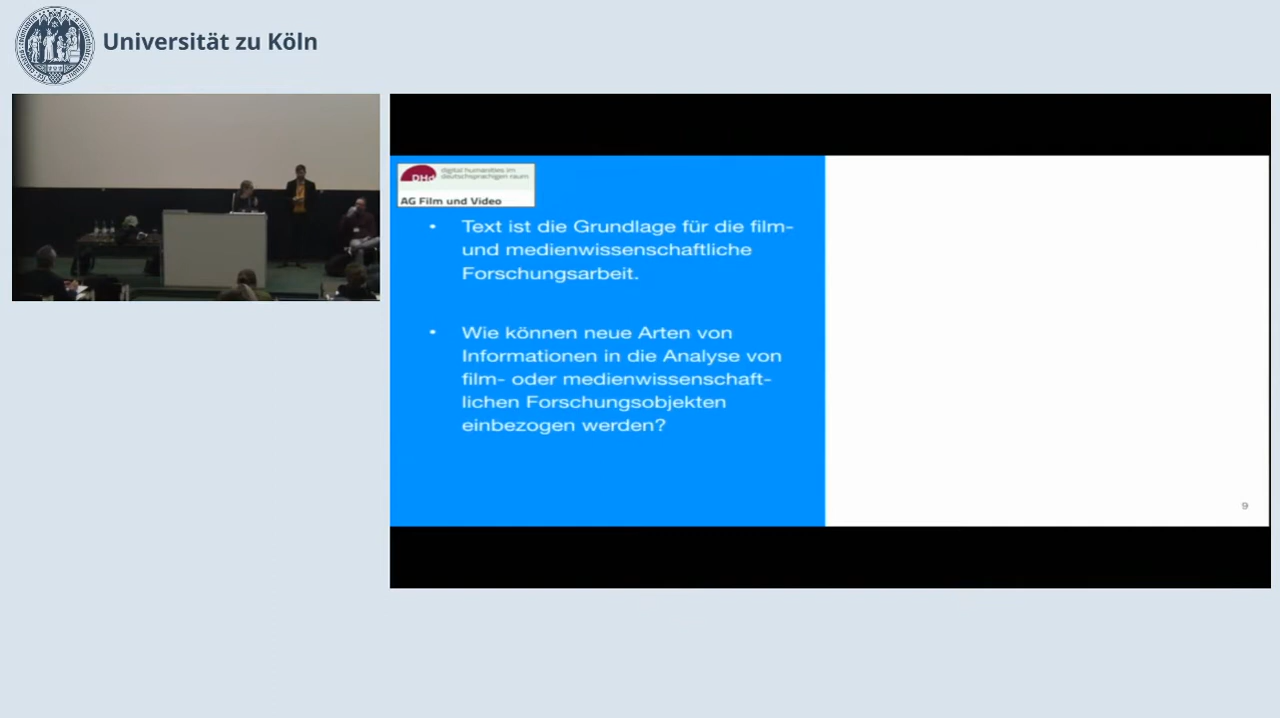 Universität zu Köln
DHd
digital humanities im
deutschsprachigen raum
AG Film und Video
• Text ist die Grundlage für die film-
und medienwissenschaftliche
Forschungsarbeit.
• Wie können neue Arten von
Informationen in die Analyse von
film- oder medienwissenschaft-
lichen Forschungsobjekten
einbezogen werden?
9